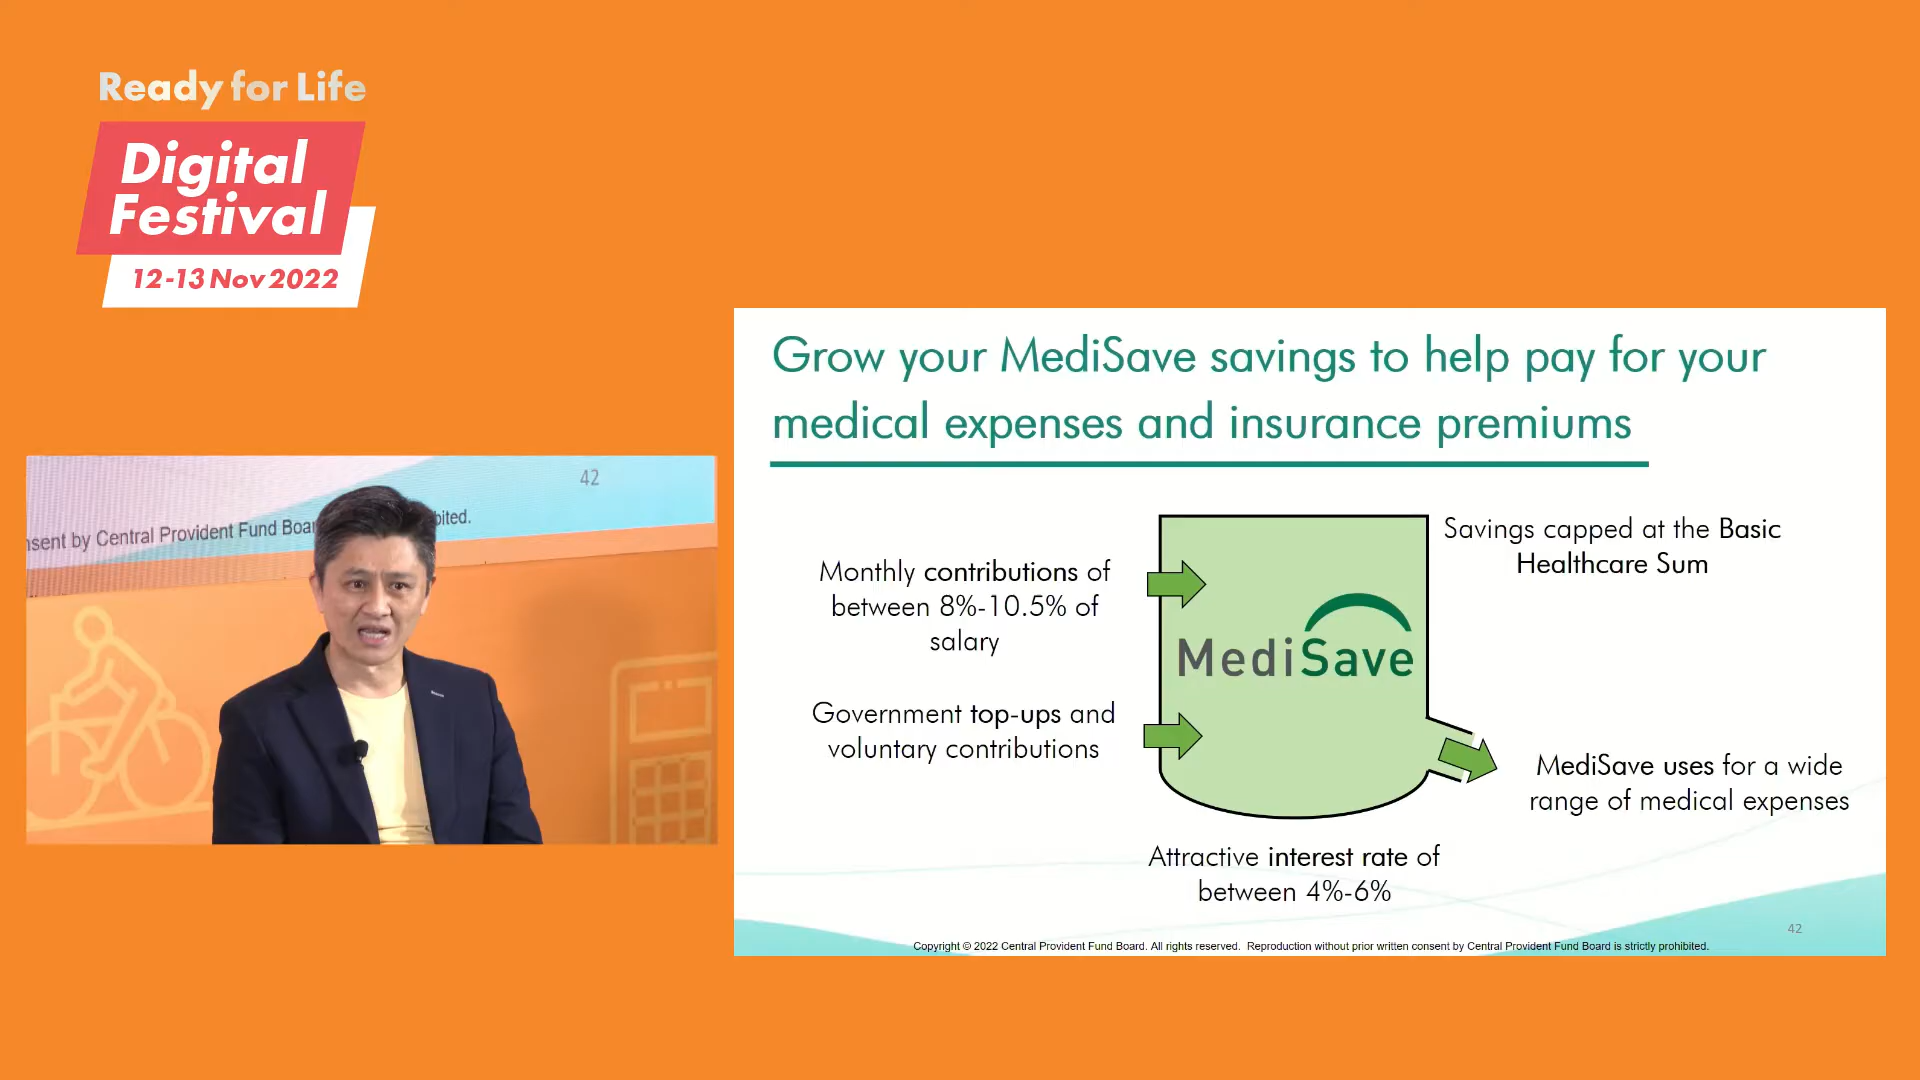 Ready for Life
Digital
Festival
12-13 Nov 2022
42
nsent by Central Provident Fund Boar
bited.
Grow your MediSave savings to help pay for your
medical expenses and insurance premiums
Savings capped at the Basic
Healthcare Sum
Monthly contributions of
between 8%-10.5% of
salary
MediSave
Government top-ups and
voluntary contributions
MediSave uses for a wide
range of medical expenses
Attractive interest rate of
between 4%-6%
42
Copyright © 2022 Central Provident Fund Board. All rights reserved. Reproduction without prior written consent by Central Provident Fund Board is strictly prohibited.